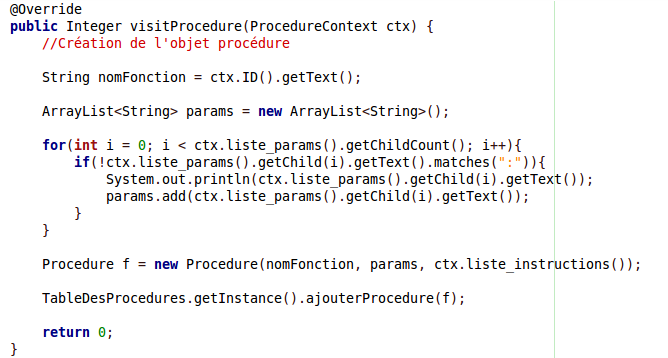 @Override
public Integer visitProcedure(ProcedureContext ctx) {
//Création de l'objet procédure
String nomFonction = ctx.ID().getText();
ArrayList<String> params = new ArrayList<String>();
for(int i = 0; i < ctx.liste_params().getChildCount(); i++){
if(!ctx.liste_params().getChild(i).getText().matches(":")){
System.out.println(ctx.liste_params().getChild(i).getText());
params.add(ctx.liste_params().getChild(i).getText());
}
}
Procedure f = new Procedure(nomFonction, params, ctx.liste_instructions());
TableDesProcedures.getInstance().ajouterProcedure(f);
return 0;
}